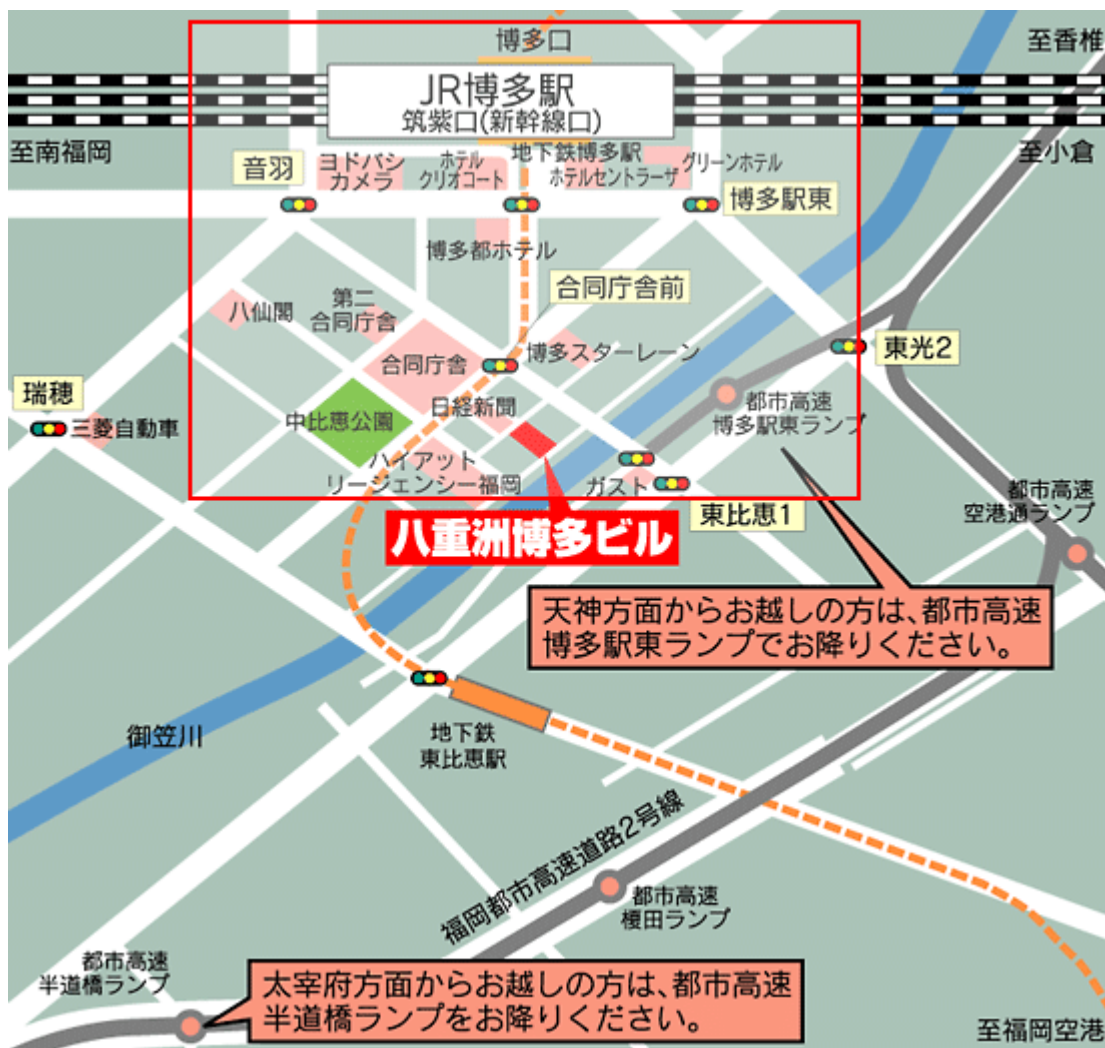 博多口
至香椎
JR博多駅
筑紫口(新幹線口)
至南福岡
至小倉
音羽
ヨドバシ
カメラ
ホテル
クリオコート
地下鉄博多駅
ホテルセントラーザ
グリーンホテル
博多駅東
博多都ホテル
合同庁舎前
八仙閣
第二
合同庁舎
合同庁舎
博多スターレーン
東光2
瑞穂
三菱自動車
中比恵公園
日経新聞
都市高速
博多駅東ランプ
ハイアット
リージェンシー福岡
ガスト
東比恵1
都市高速
空港通ランプ
八重洲博多ビル
天神方面からお越しの方は、都市高速
博多駅東ランプでお降りください。
御笠川
地下鉄
東比恵駅
福岡都市高速道路2号線
都市高速
榎田ランプ
都市高速
半道橋ランプ
太宰府方面からお越しの方は、都市高速
半道橋ランプをお降りください。
至福岡空港